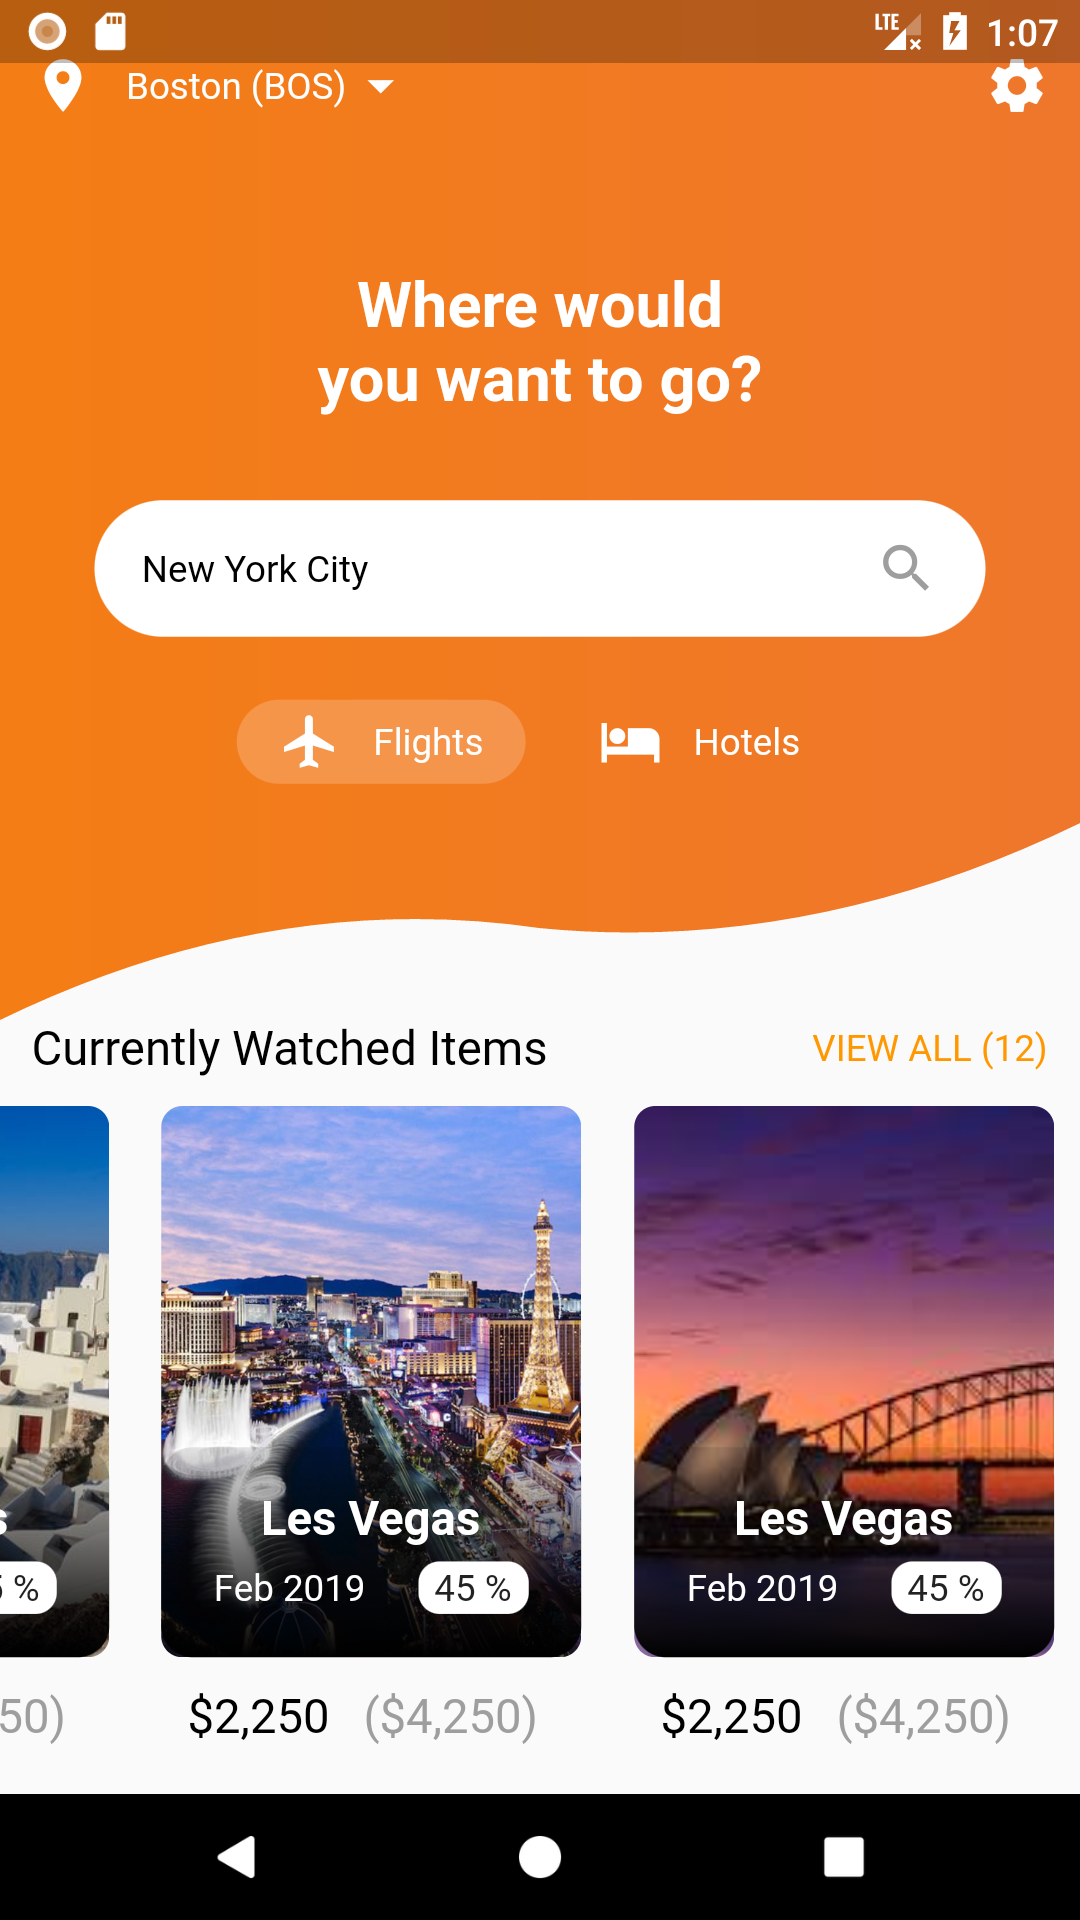 LTE 1:07
Boston (BOS)
Where would
you want to go?
New York City
Flights Hotels
Currently Watched Items VIEW ALL (12)
s Les Vegas Les Vegas
% Feb 2019 45 % Feb 2019 45 %
50) $2,250 ($4,250) $2,250 ($4,250)